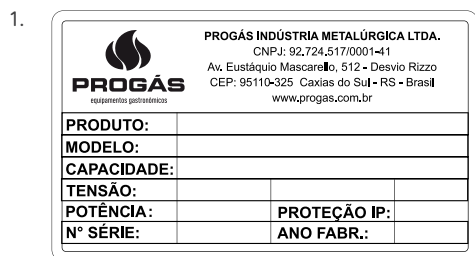 1.
PROGÁS
equipamentos gastronômicos
PROGÁS INDÚSTRIA METALÚRGICA LTDA.
CNPJ: 92.724.517/0001-41
Av. Eustáquio Mascarello, 512 - Desvio Rizzo
CEP: 95110-325 Caxias do Sul - RS - Brasil
www.progas.com.br
PRODUTO:
MODELO:
CAPACIDADE:
TENSÃO:
POTÊNCIA: PROTEÇÃO IP:
N° SÉRIE: ANO FABR.: